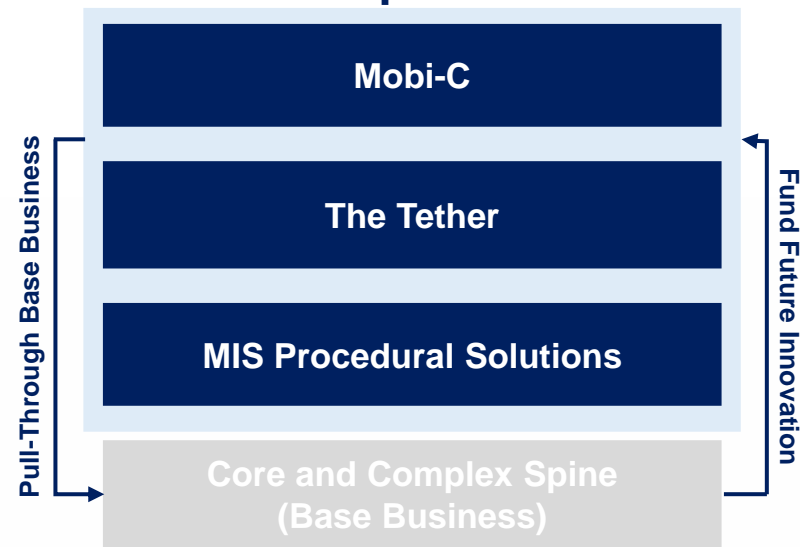 Mobi-C
The Tether
MIS Procedural Solutions
Core and Complex Spine
(Base Business)
Pull-Through Base Business
Fund Future Innovation